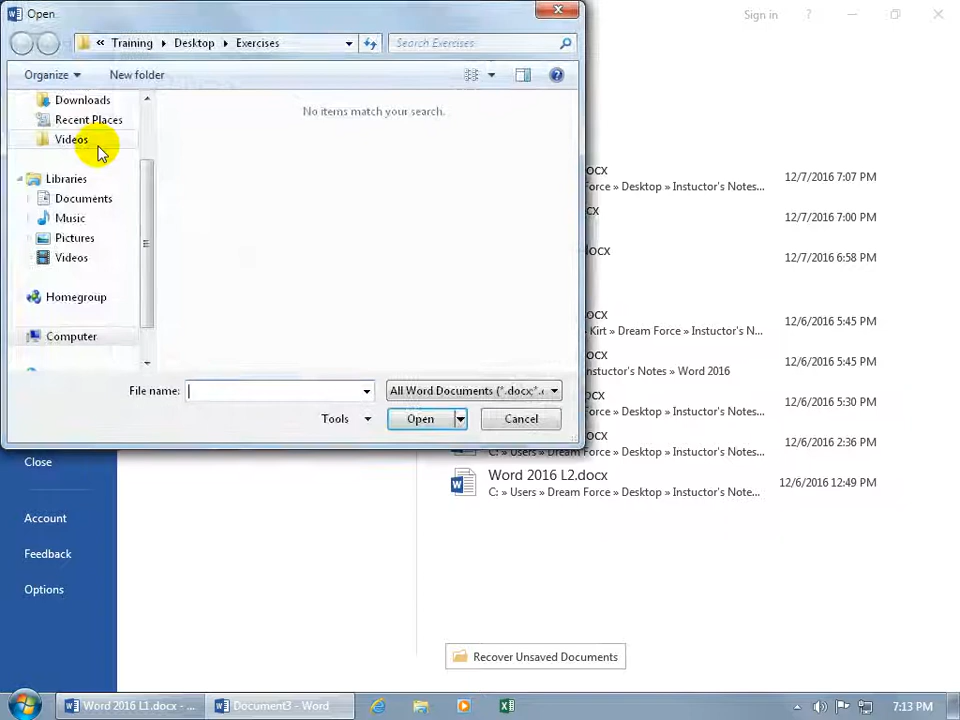 Open
Sign in
?
« Training Desktop Exercises
Search Exercises
Organize
New folder
?
Downloads
Recent Places
Videos
Libraries
Documents
Music
Pictures
Videos
Homegroup
Computer
No items match your search.
File name:
All Word Documents (*.docx;*.
Tools
Open
Cancel
OCX
Force » Desktop » Instuctor's Notes...
12/7/2016 7:07 PM
OCX
12/7/2016 7:00 PM
.docx
12/7/2016 6:58 PM
OCX
Kirt » Dream Force » Instuctor's N...
12/6/2016 5:45 PM
OCX
Instuctor's Notes » Word 2016
12/6/2016 5:45 PM
OCX
Force » Desktop » Instuctor's Notes...
12/6/2016 5:30 PM
OCX
C: » Users » Dream Force » Desktop » Instuctor's Notes...
12/6/2016 2:36 PM
Word 2016 L2.docx
C: » Users » Dream Force » Desktop » Instuctor's Note...
12/6/2016 12:49 PM
Close
Account
Feedback
Options
Recover Unsaved Documents
Word 2016 L1.docx - ...
Document3 - Word
7:13 PM